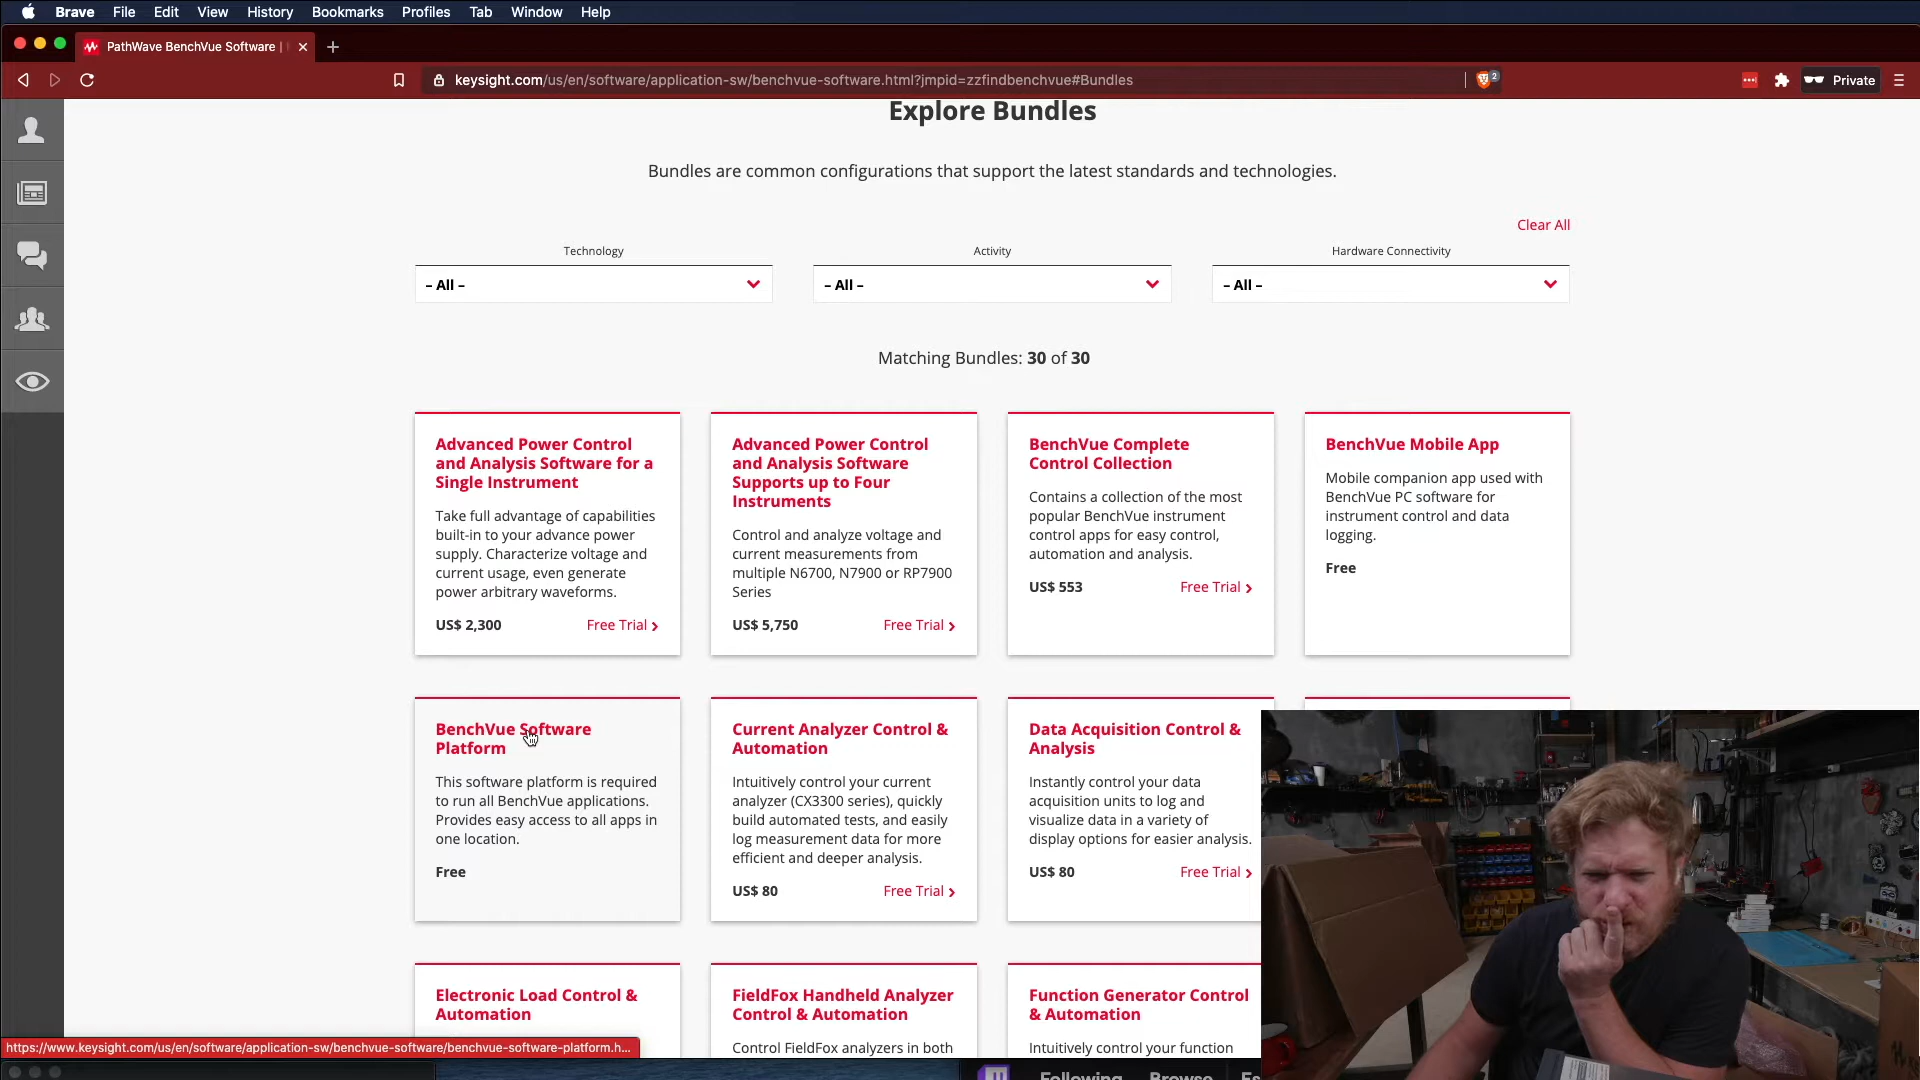 Brave File Edit View History Bookmarks Profiles Tab Window Help
PathWave BenchVue Software |
keysight.com/us/en/software/application-sw/benchvue-software.html?jmpid=zzfindbenchvue#Bundles
2
Private
Explore Bundles
Bundles are common configurations that support the latest standards and technologies.
Clear All
Technology Activity Hardware Connectivity
– All – – All – – All –
Matching Bundles: 30 of 30
Advanced Power Control
and Analysis Software for a
Single Instrument
Take full advantage of capabilities
built-in to your advance power
supply. Characterize voltage and
current usage, even generate
power arbitrary waveforms.
US$ 2,300 Free Trial
Advanced Power Control
and Analysis Software
Supports up to Four
Instruments
Control and analyze voltage and
current measurements from
multiple N6700, N7900 or RP7900
Series
US$ 5,750 Free Trial
BenchVue Complete
Control Collection
Contains a collection of the most
popular BenchVue instrument
control apps for easy control,
automation and analysis.
US$ 553 Free Trial
BenchVue Mobile App
Mobile companion app used with
BenchVue PC software for
instrument control and data
logging.
Free
BenchVue Software
Platform
This software platform is required
to run all BenchVue applications.
Provides easy access to all apps in
one location.
Free
Current Analyzer Control &
Automation
Intuitively control your current
analyzer (CX3300 series), quickly
build automated tests, and easily
log measurement data for more
efficient and deeper analysis.
US$ 80 Free Trial
Data Acquisition Control &
Analysis
Instantly control your data
acquisition units to log and
visualize data in a variety of
display options for easier analysis.
US$ 80 Free Trial
Electronic Load Control &
Automation
FieldFox Handheld Analyzer
Control & Automation
Control FieldFox analyzers in both
Function Generator Control
& Automation
Intuitively control your function
https://www.keysight.com/us/en/software/application-sw/benchvue-software/benchvue-software-platform.h...
Following Browse Es